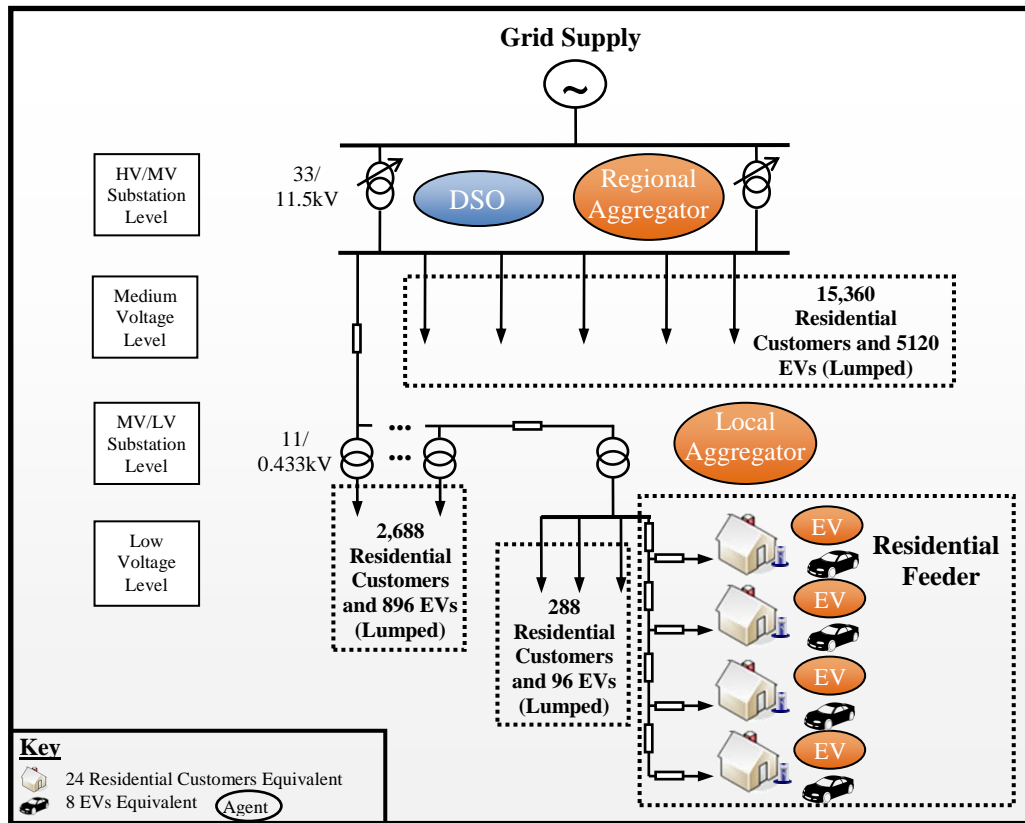 Grid Supply
~
HV/MV
Substation
Level
33/
11.5kV
DSO
Regional
Aggregator
Medium
Voltage
Level
15,360
Residential
Customers and 5120
EVs (Lumped)
MV/LV
Substation
Level
11/
0.433kV
...
...
Local
Aggregator
Low
Voltage
Level
2,688
Residential
Customers
and 896 EVs
(Lumped)
288
Residential
Customers
and 96 EVs
(Lumped)
EV
EV
EV
EV
Residential
Feeder
Key
24 Residential Customers Equivalent
8 EVs Equivalent
Agent